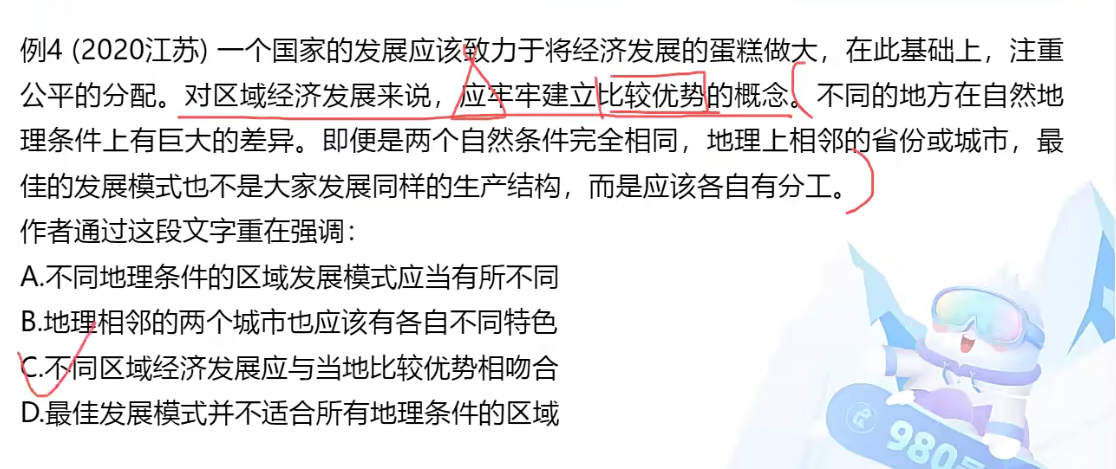 例4 (2020江苏) 一个国家的发展应该致力于将经济发展的蛋糕做大，在此基础上，注重
公平的分配。对区域经济发展来说，应牢牢建立比较优势的概念。不同的地方在自然地
理条件上有巨大的差异。即便是两个自然条件完全相同，地理上相邻的省份或城市，最
佳的发展模式也不是大家发展同样的生产结构，而是应该各自有分工。
作者通过这段文字重在强调：
A.不同地理条件的区域发展模式应当有所不同
B.地理相邻的两个城市也应该有各自不同特色
C.不同区域经济发展应与当地比较优势相吻合
D.最佳发展模式并不适合所有地理条件的区域
980